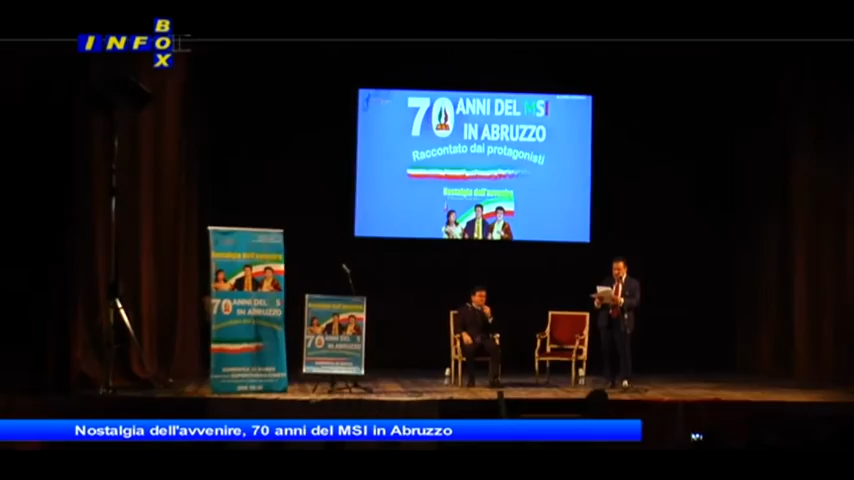 INFO
BOX
70 ANNI DEL MSI
IN ABRUZZO
Raccontato dai protagonisti
Nostalgia dell'avvenire
Nostalgia dell'avvenire
70 ANNI DEL S
IN ABRUZZO
70 ANNI DEL S
IN ABRUZZO
Nostalgia dell'avvenire, 70 anni del MSI in Abruzzo